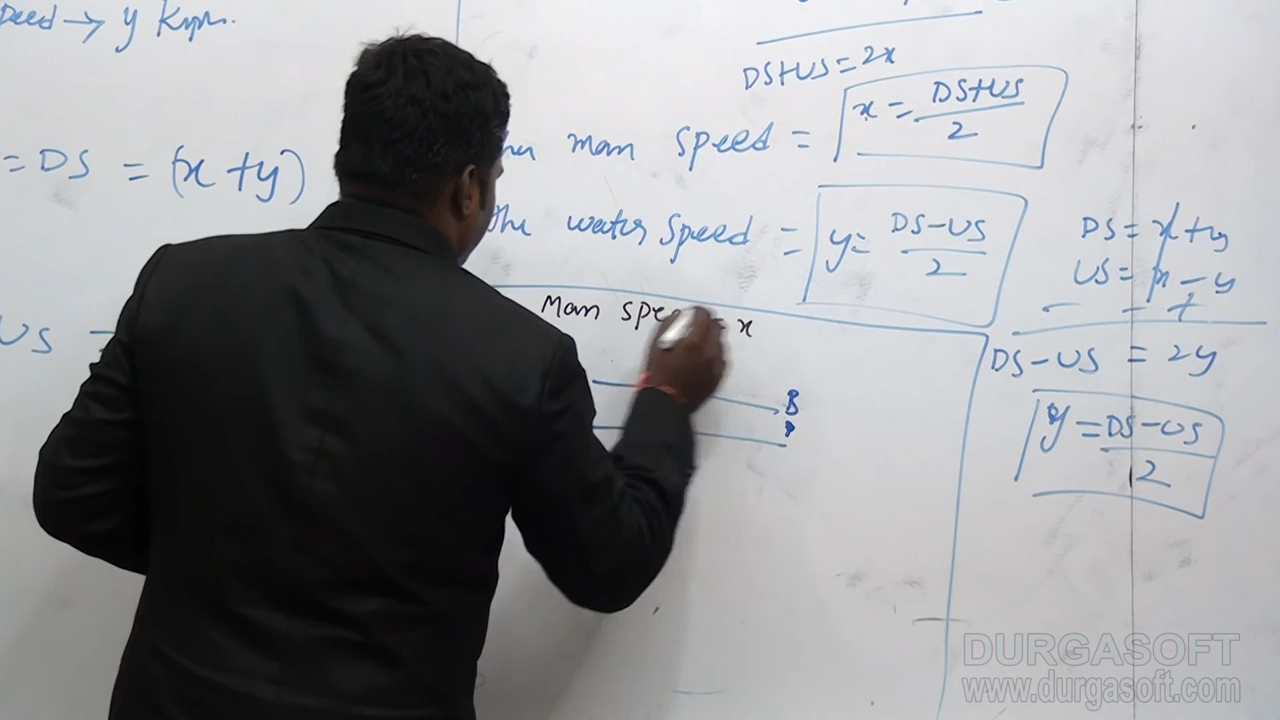 peed → y Kmph.
= DS = (x + y)
US =
DS+US = 2x
man speed = x = DS+US / 2
the water speed = y = DS-US / 2
DS = x+y
US = x-y
- - +
DS-US = 2y
y = DS-US / 2
Man spe = x
B
DURGASOFT
www.durgasoft.com